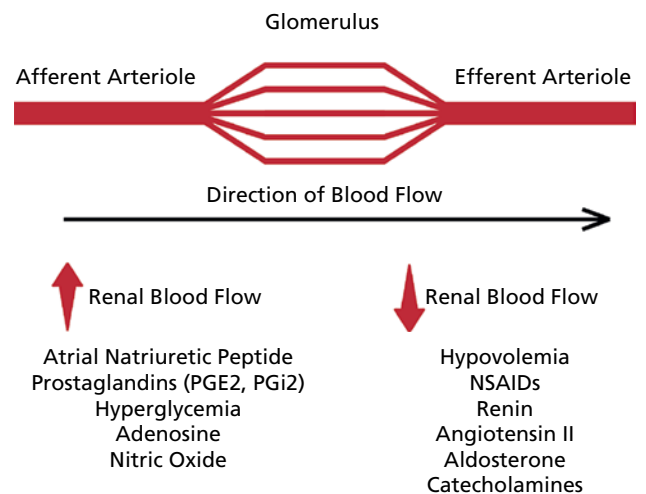 Glomerulus
Afferent Arteriole
Efferent Arteriole
Direction of Blood Flow
Renal Blood Flow
Atrial Natriuretic Peptide
Prostaglandins (PGE2, PGi2)
Hyperglycemia
Adenosine
Nitric Oxide
Renal Blood Flow
Hypovolemia
NSAIDs
Renin
Angiotensin II
Aldosterone
Catecholamines